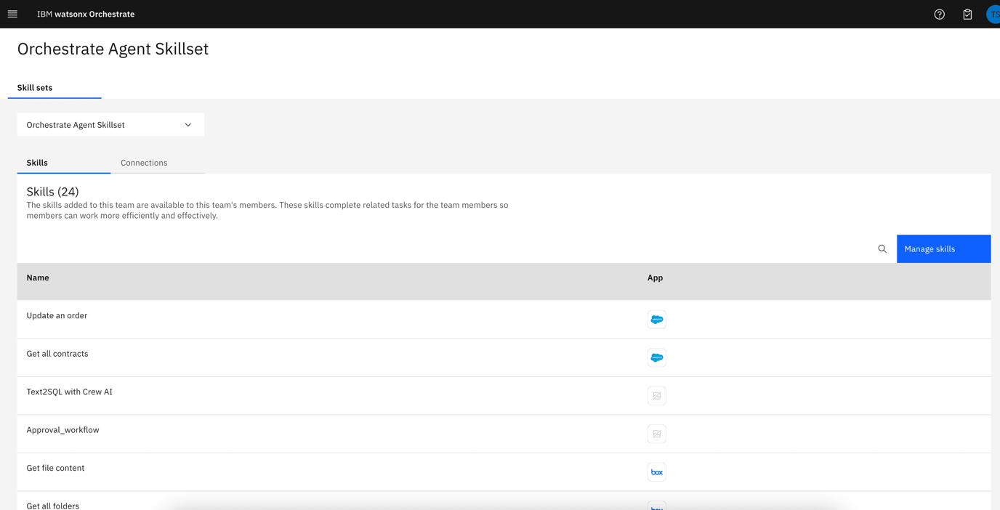 IBM watsonx Orchestrate
TS
Orchestrate Agent Skillset
Skill sets
Orchestrate Agent Skillset
Skills Connections
Skills (24)
The skills added to this team are available to this team's members. These skills complete related tasks for the team members so
members can work more efficiently and effectively.
Manage skills
Name App
Update an order
Get all contracts
Text2SQL with Crew AI
Approval_workflow
Get file content box
Get all folders box